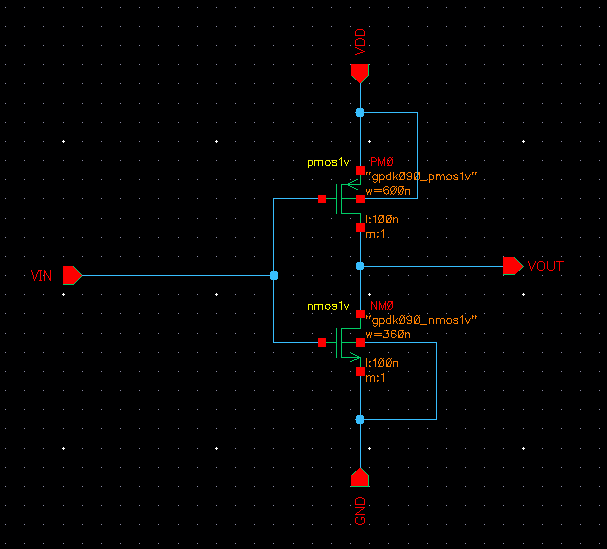 VDD
pmos1v
PM0
"gpdk090_pmos1v"
w=600n
l:100n
m:1
VIN
VOUT
nmos1v
NM0
"gpdk090_nmos1v"
w=360n
l:100n
m:1
GND